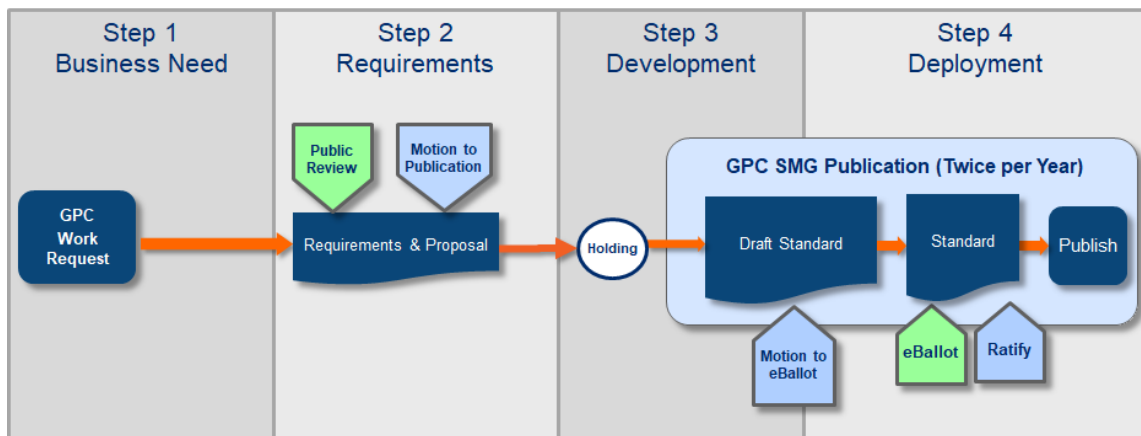 Step 1
Business Need
Step 2
Requirements
Step 3
Development
Step 4
Deployment
Public
Review
Motion to
Publication
GPC SMG Publication (Twice per Year)
GPC
Work
Request
Requirements & Proposal
Holding
Draft Standard
Standard
Publish
Motion to
eBallot
eBallot
Ratify